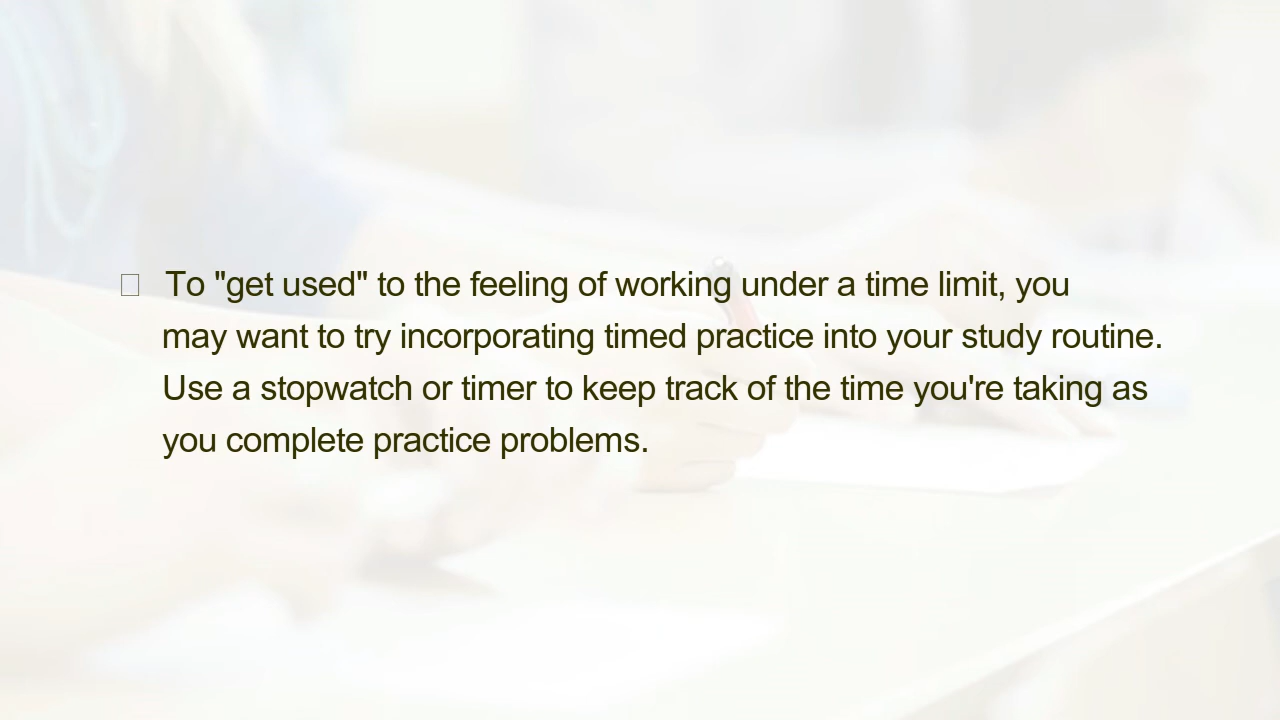 To "get used" to the feeling of working under a time limit, you
may want to try incorporating timed practice into your study routine.
Use a stopwatch or timer to keep track of the time you're taking as
you complete practice problems.